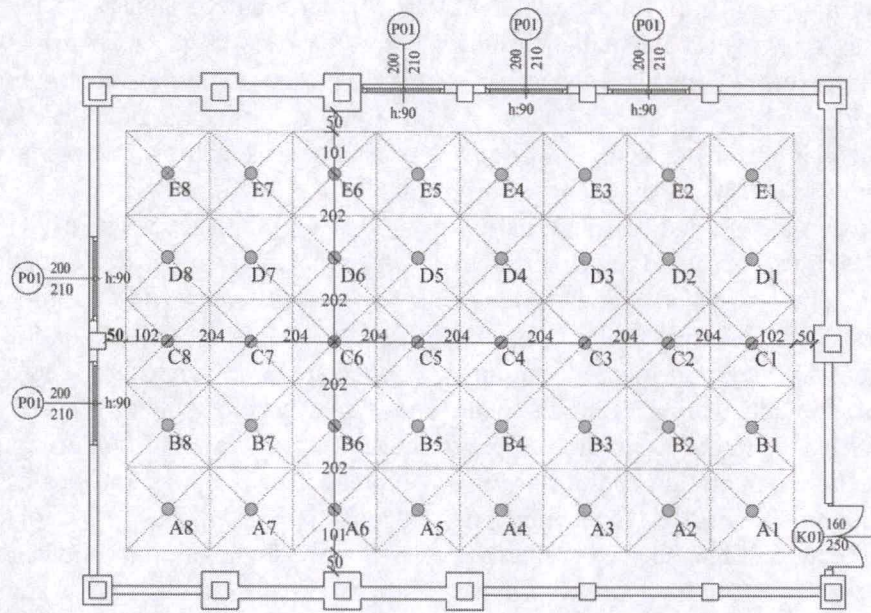 P01 P01 P01
200 210 200 210 200 210
h:90 h:90 h:90
50
101
E8 E7 E6 E5 E4 E3 E2 E1
202
P01 200 210 h:90
D8 D7 D6 D5 D4 D3 D2 D1
202
50 102 204 204 204 204 204 204 204 102 50
C8 C7 C6 C5 C4 C3 C2 C1
202
P01 200 210 h:90
B8 B7 B6 B5 B4 B3 B2 B1
202
A8 A7 A6 A5 A4 A3 A2 A1
K01 160 250
101
50